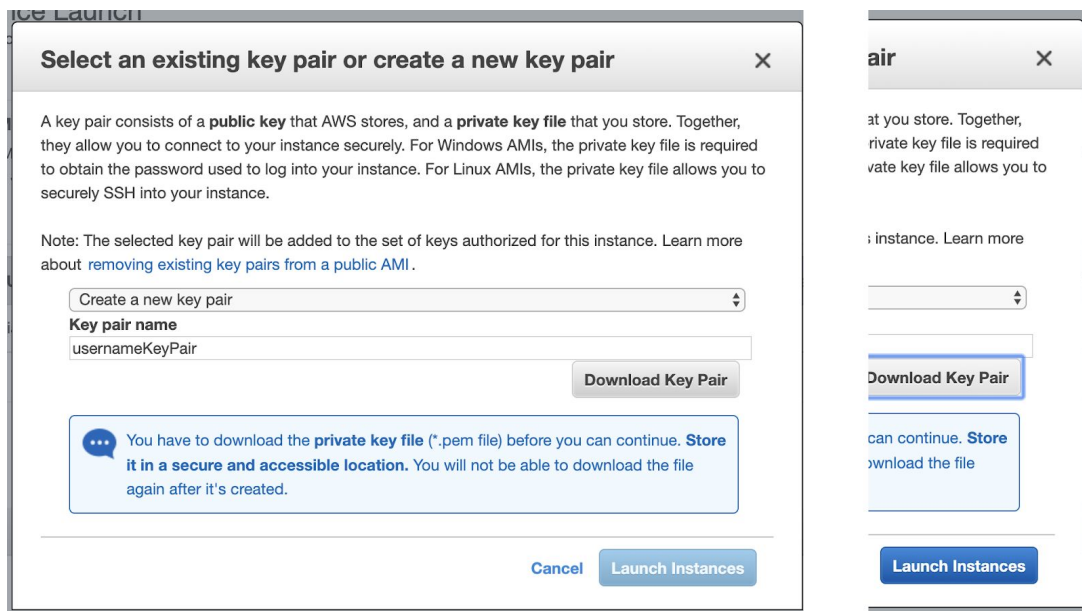 ice Launch
Select an existing key pair or create a new key pair
A key pair consists of a public key that AWS stores, and a private key file that you store. Together,
they allow you to connect to your instance securely. For Windows AMIs, the private key file is required
to obtain the password used to log into your instance. For Linux AMIs, the private key file allows you to
securely SSH into your instance.
Note: The selected key pair will be added to the set of keys authorized for this instance. Learn more
about removing existing key pairs from a public AMI.
Create a new key pair
Key pair name
usernameKeyPair
Download Key Pair
You have to download the private key file (*.pem file) before you can continue. Store
it in a secure and accessible location. You will not be able to download the file
again after it's created.
Cancel Launch Instances
air
at you store. Together,
rivate key file is required
vate key file allows you to
instance. Learn more
Download Key Pair
can continue. Store
ownload the file
Launch Instances